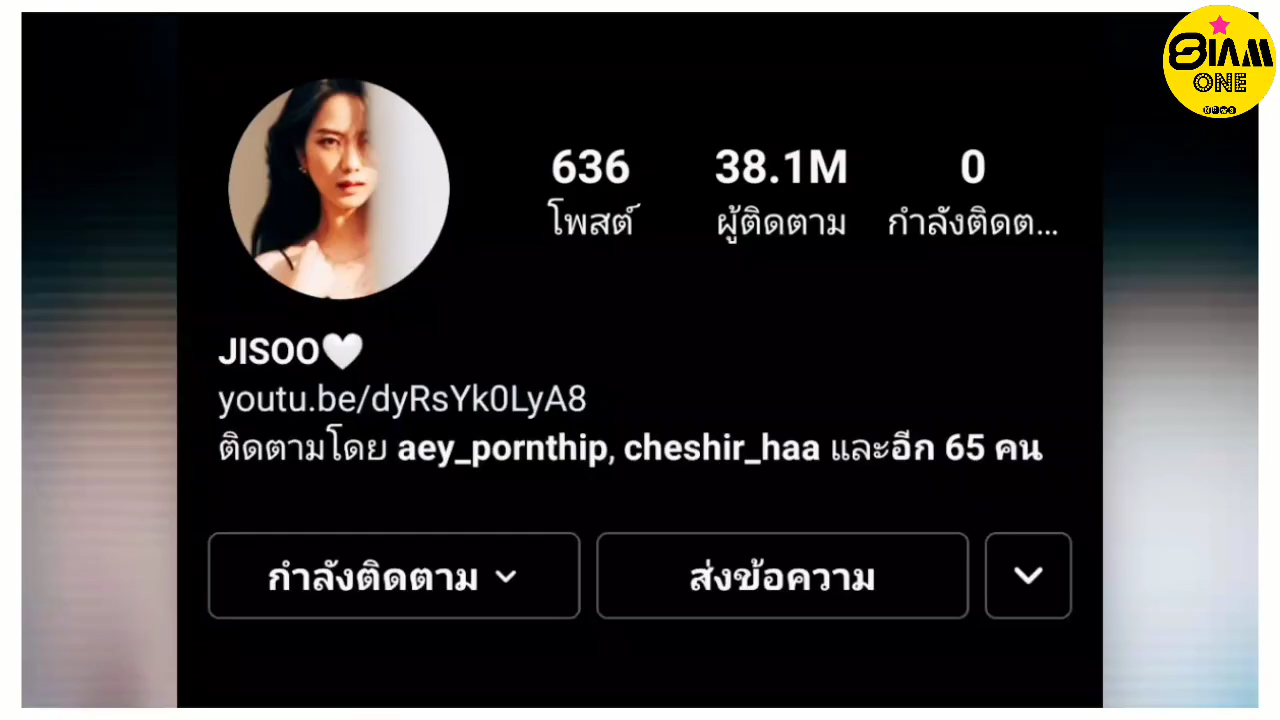 SIAM
ONE
636
38.1M
0
โพสต์
ผู้ติดตาม
กำลังติดต...
JISOO🤍
youtu.be/dyRsYk0LyA8
ติดตามโดย aey_pornthip, cheshir_haa และอีก 65 คน
กำลังติดตาม
ส่งข้อความ